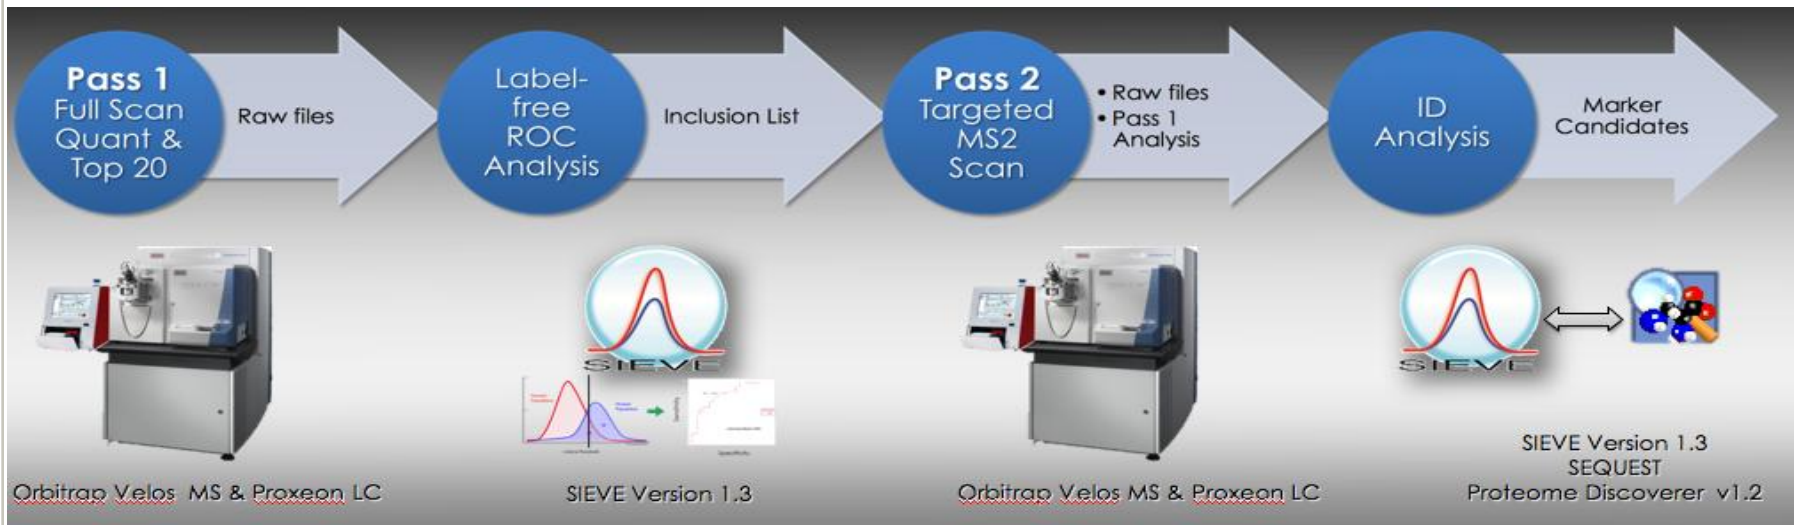 Pass 1
Full Scan
Quant &
Top 20
Raw files
Label-
free
ROC
Analysis
Inclusion List
Pass 2
Targeted
MS2
Scan
• Raw files
• Pass 1
Analysis
ID
Analysis
Marker
Candidates
SIEVE
Sensitivity
Specificity
SIEVE
Orbitrap Velos MS & Proxeon LC
SIEVE Version 1.3
Orbitrap Velos MS & Proxeon LC
SIEVE Version 1.3
SEQUEST
Proteome Discoverer v1.2